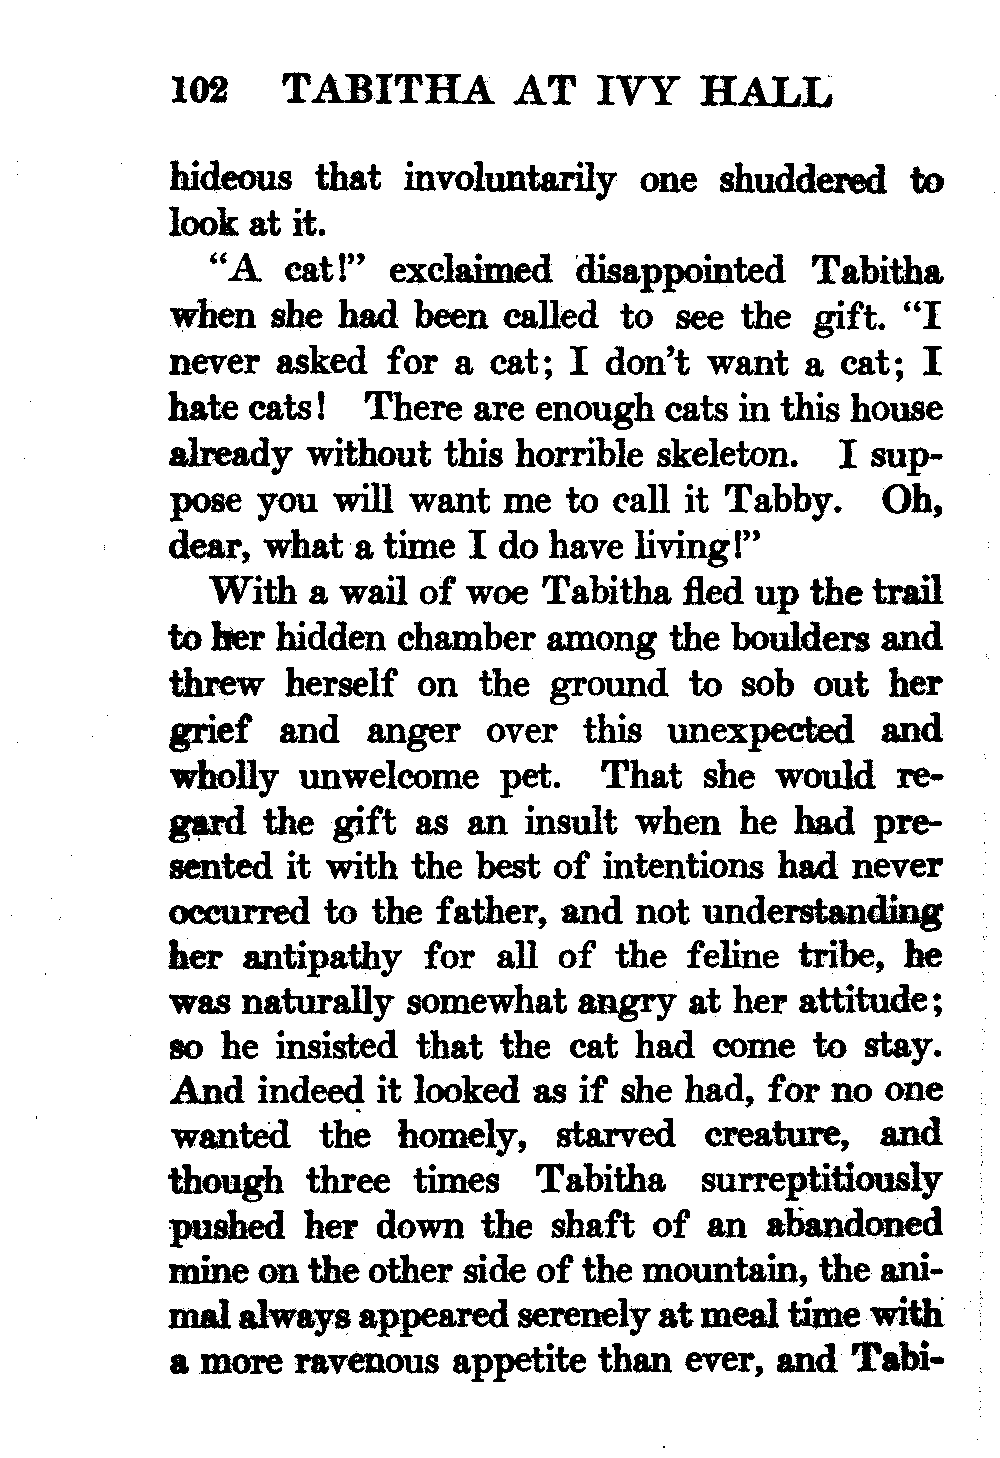 102 TABITHA AT IVY HALL
hideous that involuntarily one shuddered to
look at it.
“A cat!” exclaimed disappointed Tabitha
when she had been called to see the gift. “I
never asked for a cat; I don’t want a cat; I
hate cats! There are enough cats in this house
already without this horrible skeleton. I sup-
pose you will want me to call it Tabby. Oh,
dear, what a time I do have living!”
With a wail of woe Tabitha fled up the trail
to her hidden chamber among the boulders and
threw herself on the ground to sob out her
grief and anger over this unexpected and
wholly unwelcome pet. That she would re-
gard the gift as an insult when he had pre-
sented it with the best of intentions had never
occurred to the father, and not understanding
her antipathy for all of the feline tribe, he
was naturally somewhat angry at her attitude;
so he insisted that the cat had come to stay.
And indeed it looked as if she had, for no one
wanted the homely, starved creature, and
though three times Tabitha surreptitiously
pushed her down the shaft of an abandoned
mine on the other side of the mountain, the ani-
mal always appeared serenely at meal time with
a more ravenous appetite than ever, and Tabi-